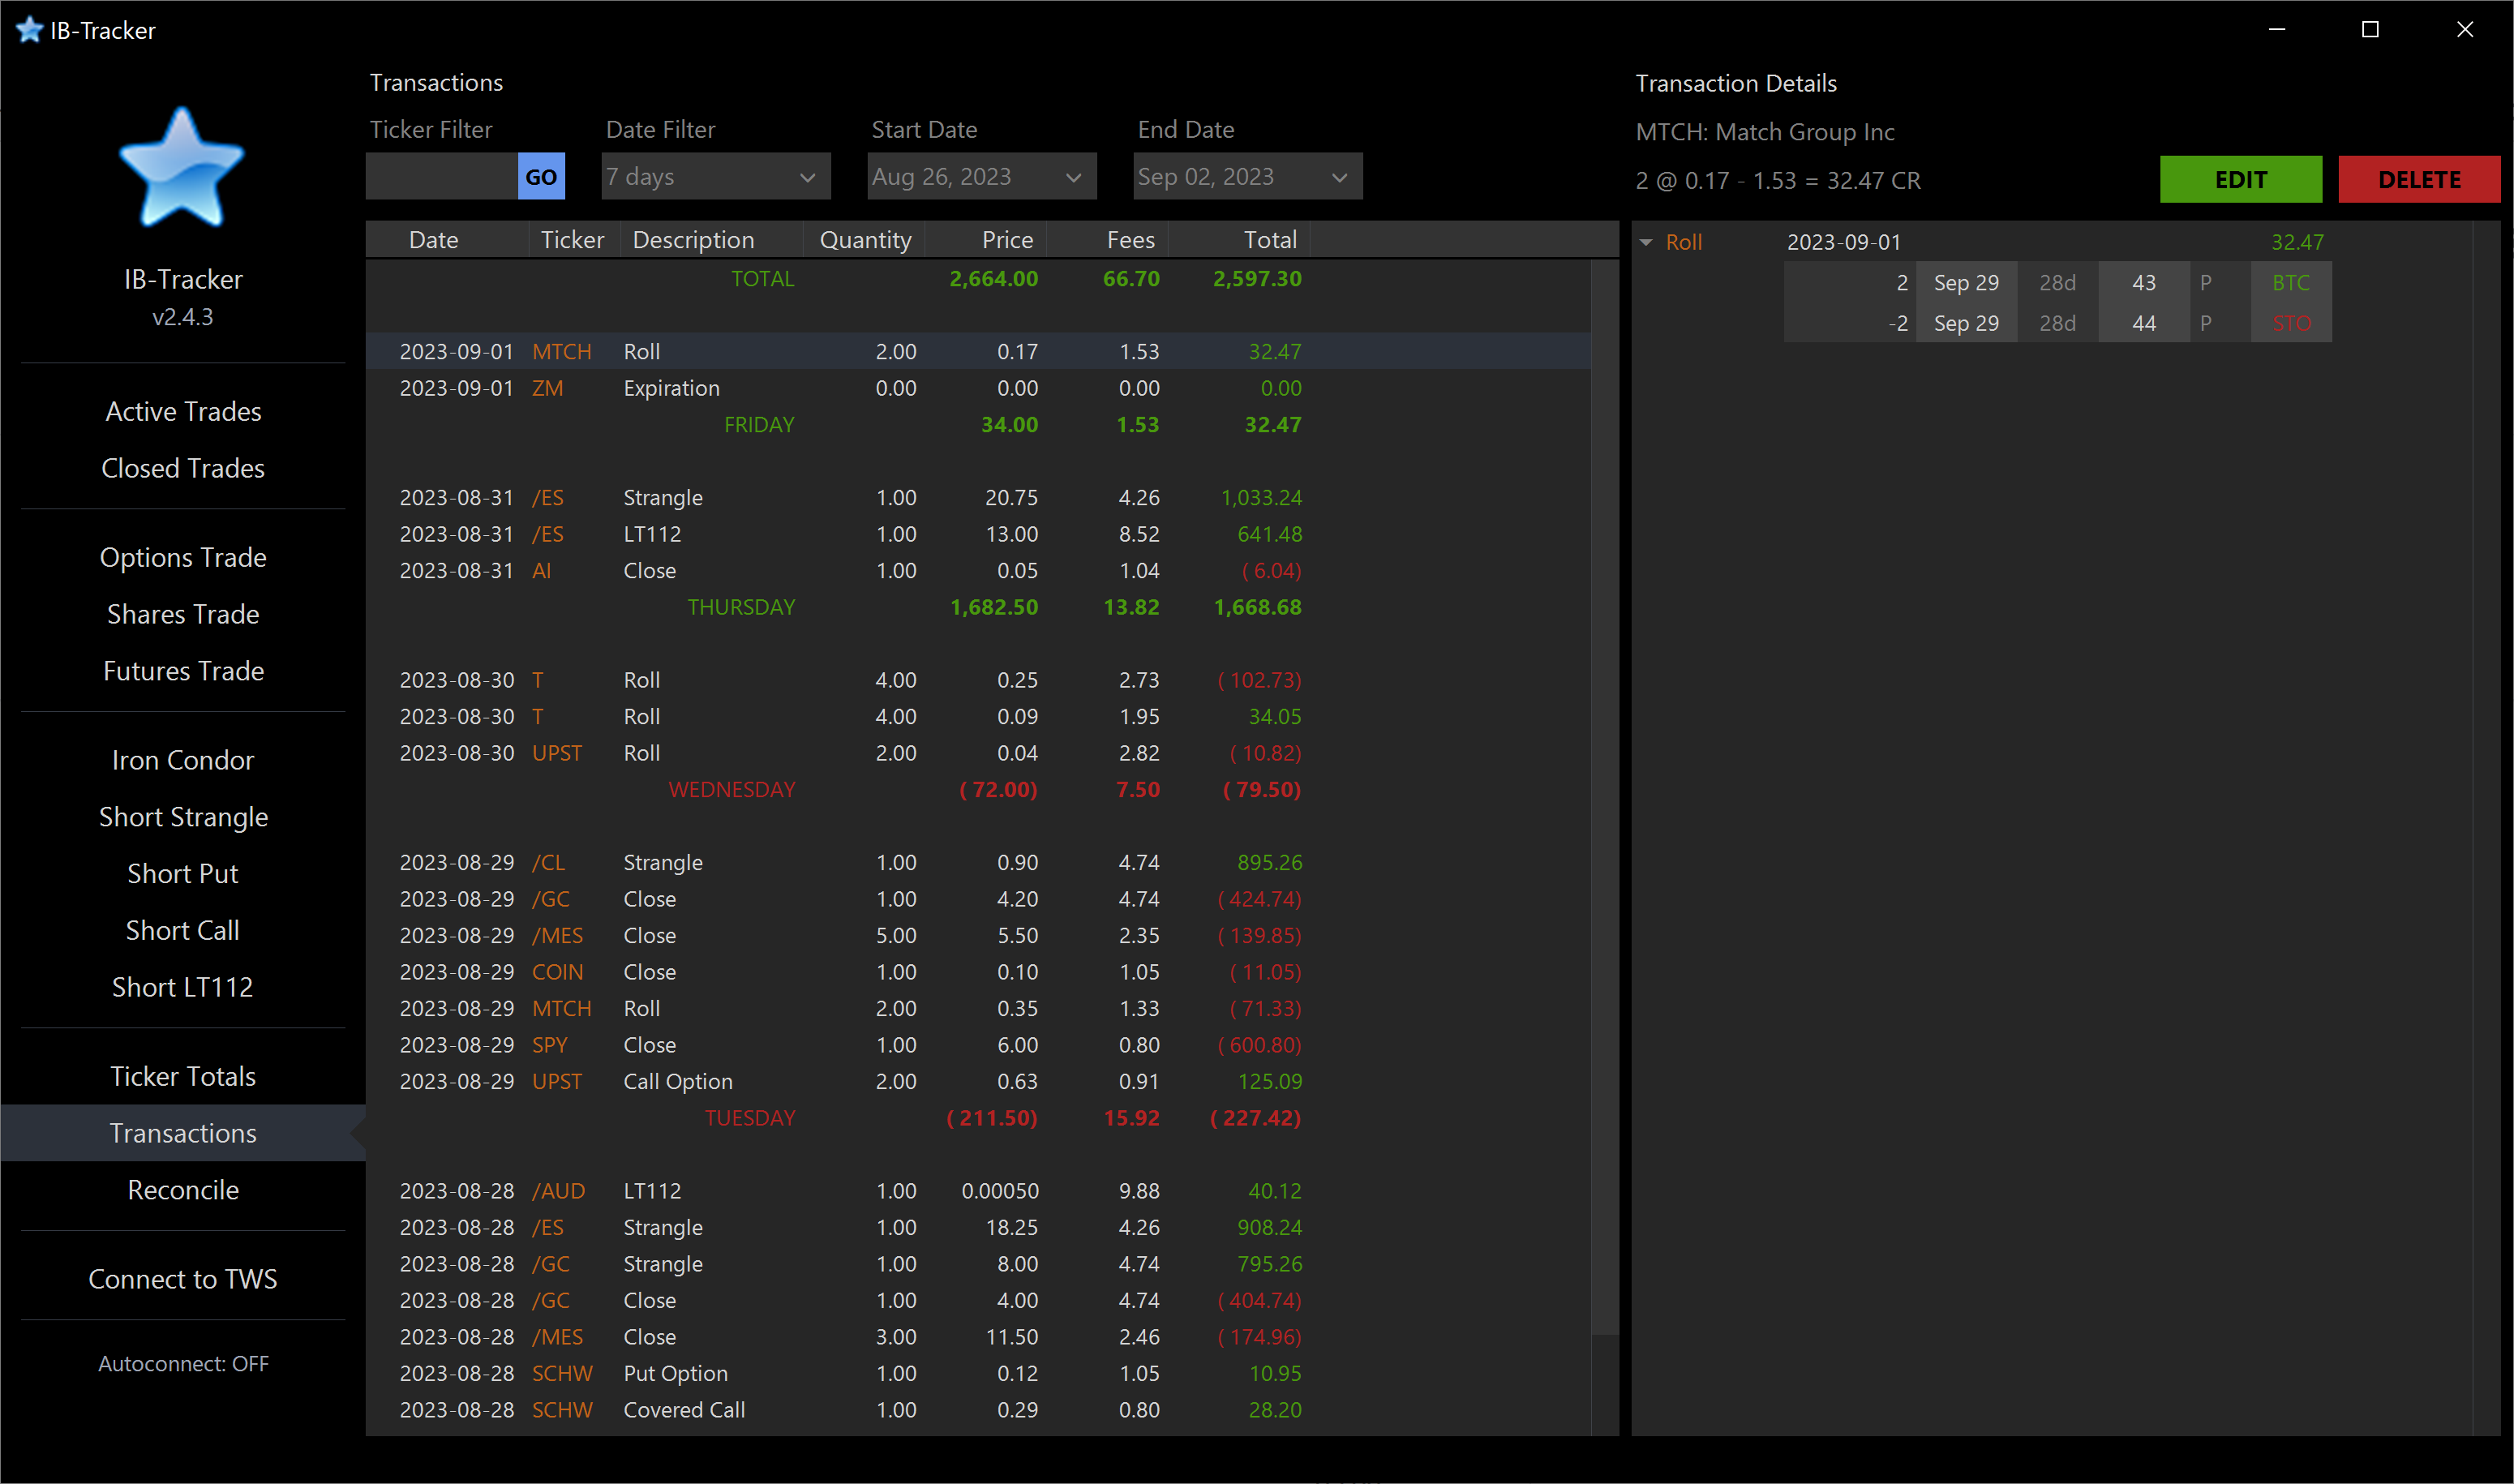 IB-Tracker
IB-Tracker
v2.4.3
Active Trades
Closed Trades
Options Trade
Shares Trade
Futures Trade
Iron Condor
Short Strangle
Short Put
Short Call
Short LT112
Ticker Totals
Transactions
Reconcile
Connect to TWS
Autoconnect: OFF
Transactions
Ticker Filter Date Filter Start Date End Date
GO 7 days Aug 26, 2023 Sep 02, 2023
Date Ticker Description Quantity Price Fees Total
TOTAL 2,664.00 66.70 2,597.30
2023-09-01 MTCH Roll 2.00 0.17 1.53 32.47
2023-09-01 ZM Expiration 0.00 0.00 0.00 0.00
FRIDAY 34.00 1.53 32.47
2023-08-31 /ES Strangle 1.00 20.75 4.26 1,033.24
2023-08-31 /ES LT112 1.00 13.00 8.52 641.48
2023-08-31 AI Close 1.00 0.05 1.04 ( 6.04)
THURSDAY 1,682.50 13.82 1,668.68
2023-08-30 T Roll 4.00 0.25 2.73 ( 102.73)
2023-08-30 T Roll 4.00 0.09 1.95 34.05
2023-08-30 UPST Roll 2.00 0.04 2.82 ( 10.82)
WEDNESDAY ( 72.00) 7.50 ( 79.50)
2023-08-29 /CL Strangle 1.00 0.90 4.74 895.26
2023-08-29 /GC Close 1.00 4.20 4.74 ( 424.74)
2023-08-29 /MES Close 5.00 5.50 2.35 ( 139.85)
2023-08-29 COIN Close 1.00 0.10 1.05 ( 11.05)
2023-08-29 MTCH Roll 2.00 0.35 1.33 ( 71.33)
2023-08-29 SPY Close 1.00 6.00 0.80 ( 600.80)
2023-08-29 UPST Call Option 2.00 0.63 0.91 125.09
TUESDAY ( 211.50) 15.92 ( 227.42)
2023-08-28 /AUD LT112 1.00 0.00050 9.88 40.12
2023-08-28 /ES Strangle 1.00 18.25 4.26 908.24
2023-08-28 /GC Strangle 1.00 8.00 4.74 795.26
2023-08-28 /GC Close 1.00 4.00 4.74 ( 404.74)
2023-08-28 /MES Close 3.00 11.50 2.46 ( 174.96)
2023-08-28 SCHW Put Option 1.00 0.12 1.05 10.95
2023-08-28 SCHW Covered Call 1.00 0.29 0.80 28.20
Transaction Details
MTCH: Match Group Inc
2 @ 0.17 - 1.53 = 32.47 CR
EDIT DELETE
Roll 2023-09-01 32.47
2 Sep 29 28d 43 P BTC
-2 Sep 29 28d 44 P STO